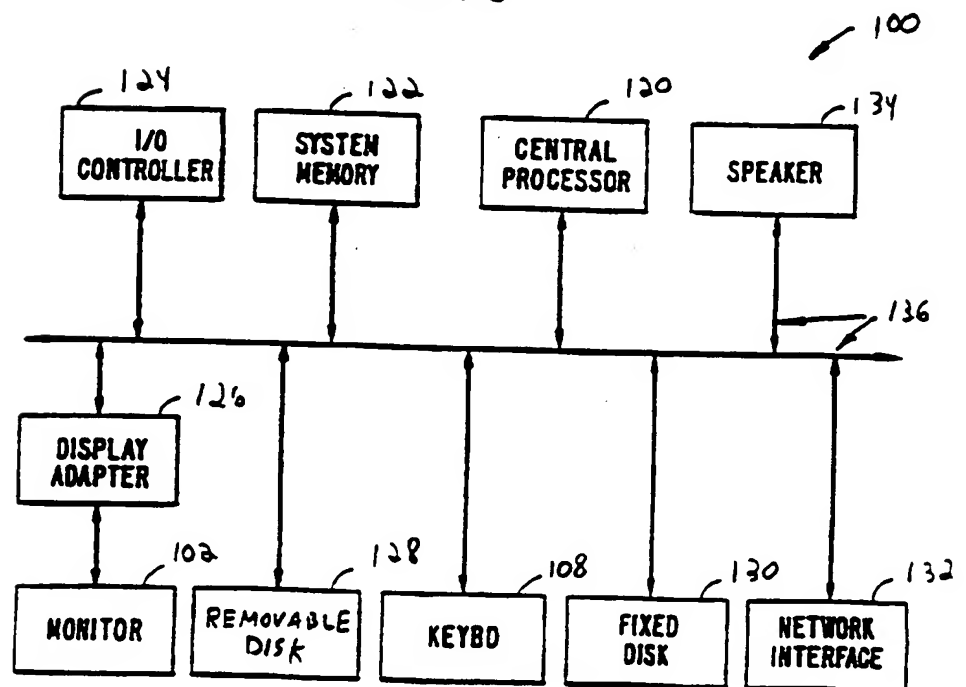 100
124
122
120
134
I/O
CONTROLLER
SYSTEM
MEMORY
CENTRAL
PROCESSOR
SPEAKER
136
126
DISPLAY
ADAPTER
102
128
108
130
132
MONITOR
REMOVABLE
DISK
KEYBD
FIXED
DISK
NETWORK
INTERFACE